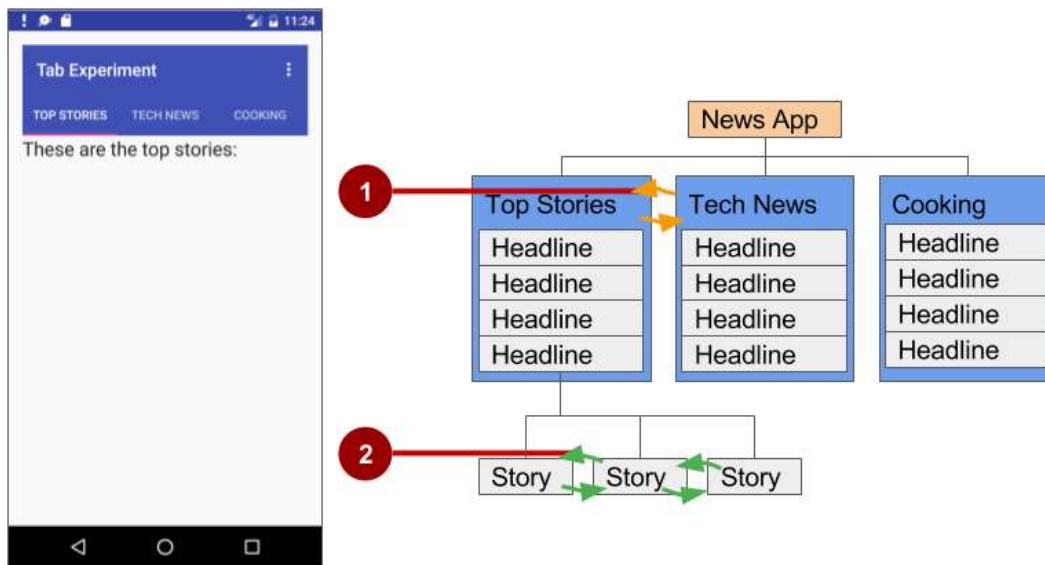 11:24
Tab Experiment
TOP STORIES TECH NEWS COOKING
These are the top stories:
News App
1
Top Stories
Headline
Headline
Headline
Headline
Tech News
Headline
Headline
Headline
Headline
Cooking
Headline
Headline
Headline
Headline
2
Story Story Story